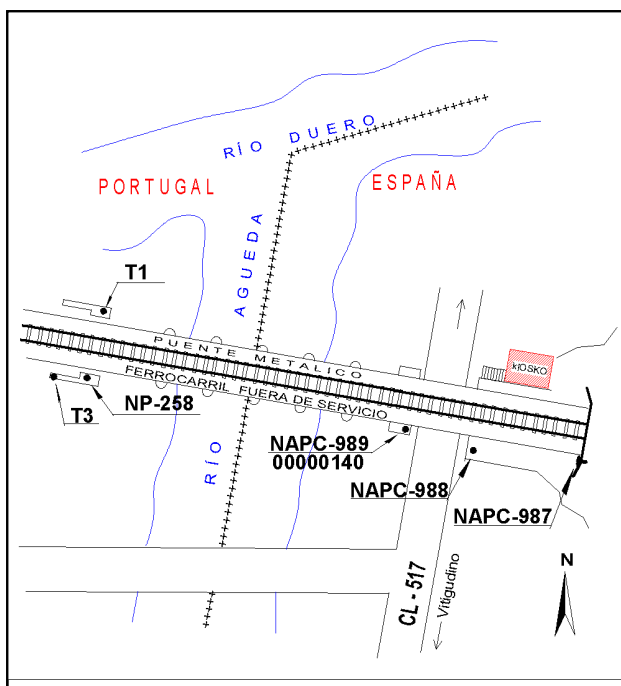 RÍO DUERO
PORTUGAL
ESPAÑA
AGUEDA
T1
PUENTE METALICO
kIOSKO
FERROCARRIL FUERA DE SERVICIO
NP-258
T3
RÍO
NAPC-989
00000140
NAPC-988
NAPC-987
CL - 517
Vitigudino
N